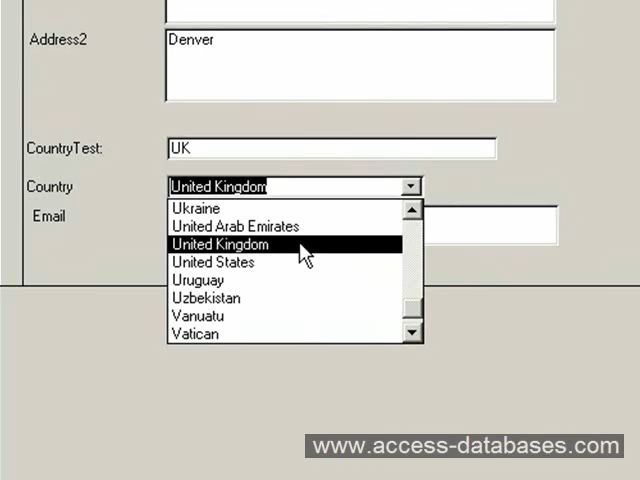 Address2
Denver
CountryTest:
UK
Country
United Kingdom
Email
Ukraine
United Arab Emirates
United Kingdom
United States
Uruguay
Uzbekistan
Vanuatu
Vatican
www.access-databases.com